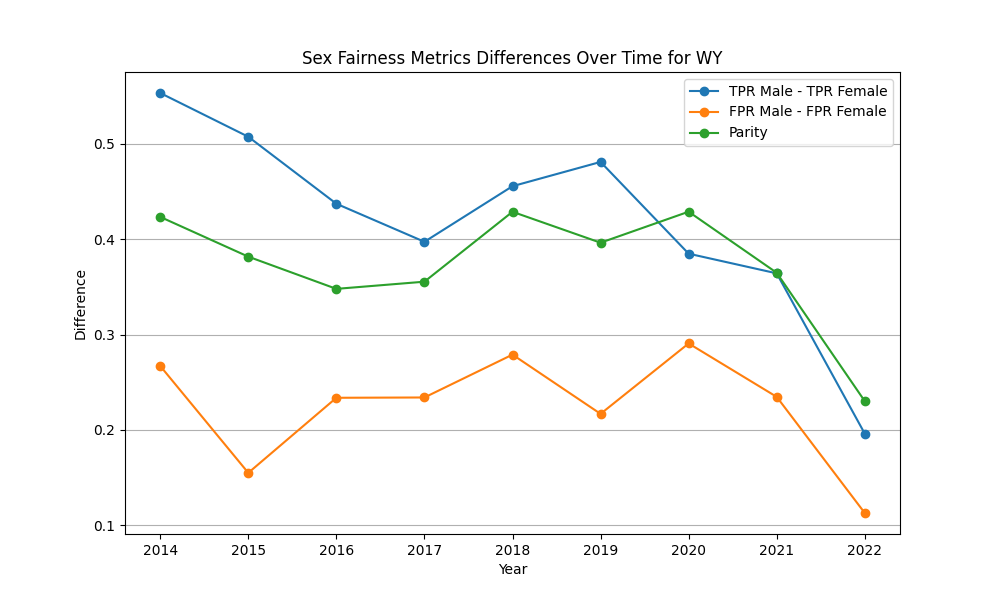 Sex Fairness Metrics Differences Over Time for WY
TPR Male - TPR Female
FPR Male - FPR Female
Parity
Difference
0.5
0.4
0.3
0.2
0.1
2014 2015 2016 2017 2018 2019 2020 2021 2022
Year